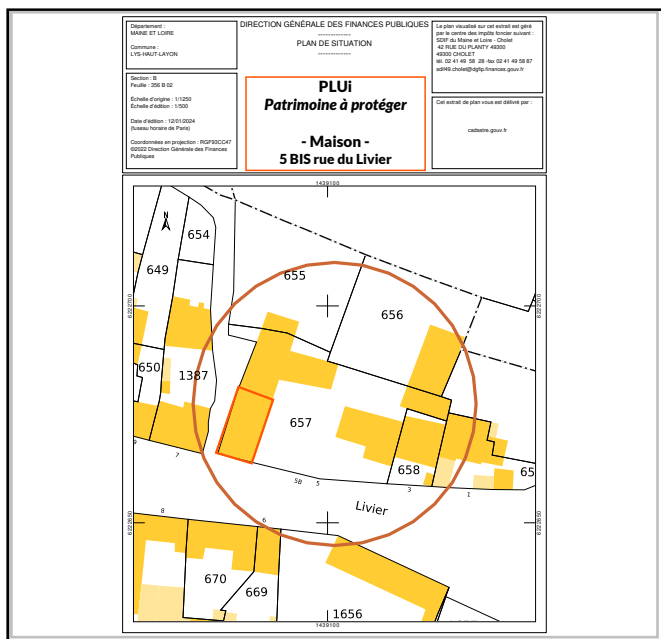 Département :
MAINE ET LOIRE
Commune :
LYS-HAUT-LAYON
Section : B
Feuille : 356 B 02
Échelle d'origine : 1/1250
Échelle d'édition : 1/500
Date d'édition : 12/01/2024
(fuseau horaire de Paris)
Coordonnées en projection : RGF93CC47
©2022 Direction Générale des Finances
Publiques
DIRECTION GÉNÉRALE DES FINANCES PUBLIQUES
-------------
PLAN DE SITUATION
-------------
PLUi
Patrimoine à protéger
- Maison -
5 BIS rue du Livier
Le plan visualisé sur cet extrait est géré
par le centre des impôts foncier suivant :
SDIF du Maine et Loire - Cholet
42 RUE DU PLANTY 49300
49300 CHOLET
tél. 02 41 49 58 28 -fax 02 41 49 58 87
sdif49.cholet@dgfip.finances.gouv.fr
Cet extrait de plan vous est délivré par :
cadastre.gouv.fr
1439100
N
654
649
655
6222700
656
6222700
650
1387
657
9
7
658
65
5B
5
3
1
Livier
6222650
8
6
6222650
670
669
1656
1439100